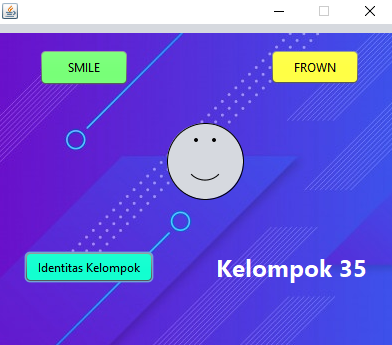 SMILE
FROWN
Identitas Kelompok
Kelompok 35